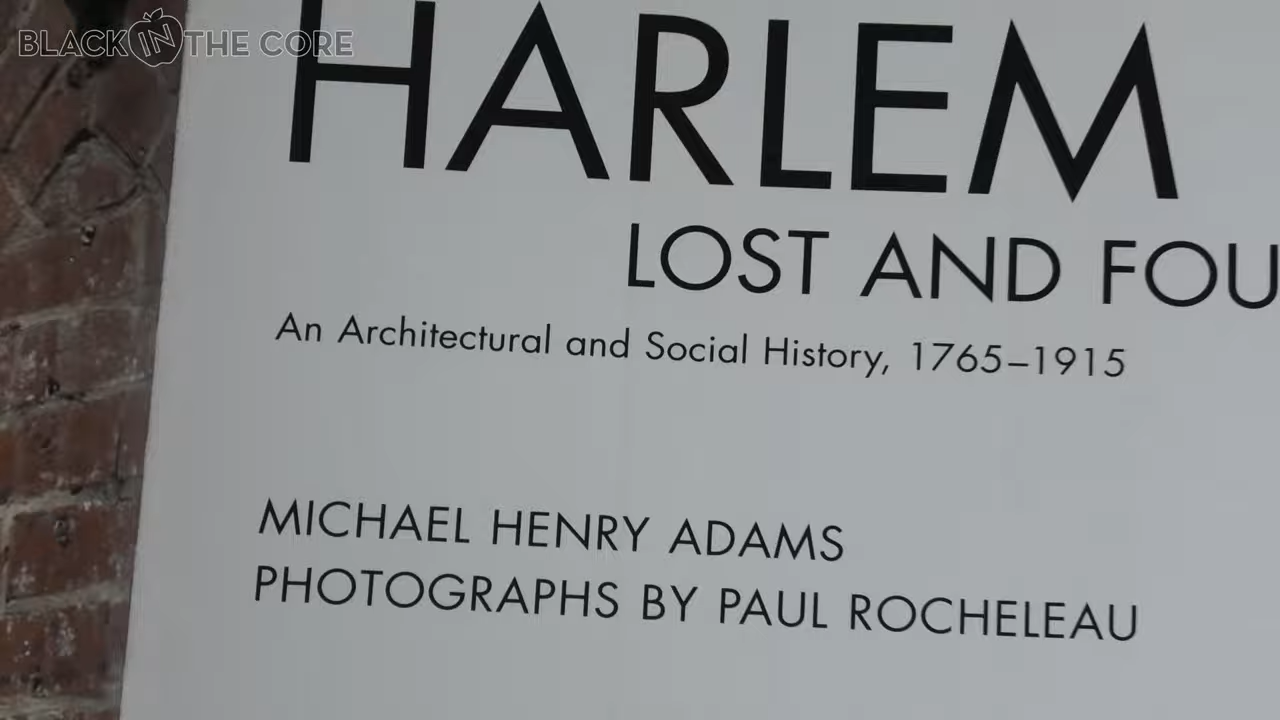 BLACK IN THE CORE
HARLEM
LOST AND FOU
An Architectural and Social History, 1765–1915
MICHAEL HENRY ADAMS
PHOTOGRAPHS BY PAUL ROCHELEAU